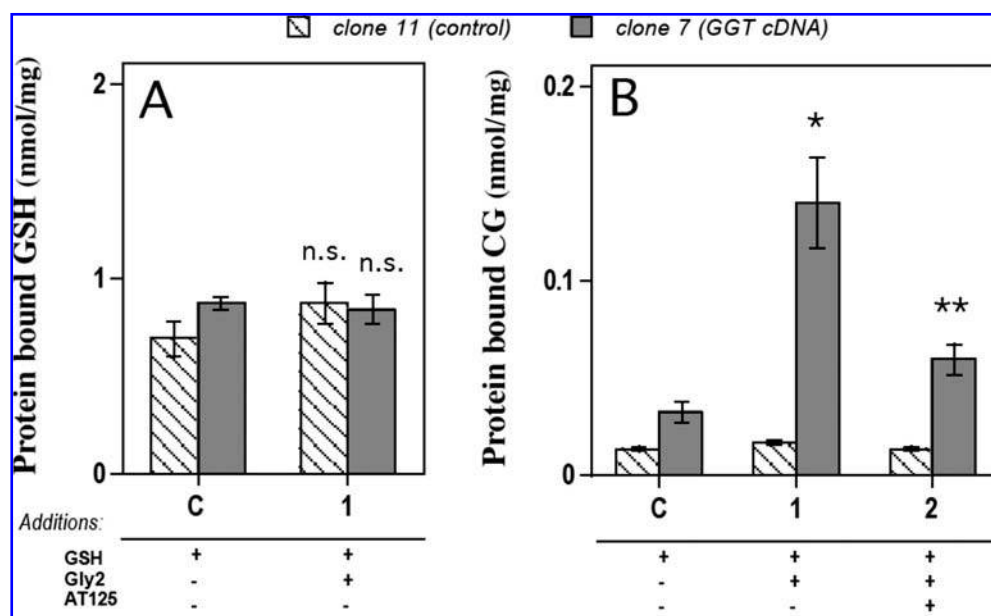 clone 11 (control) clone 7 (GGT cDNA)
A
Protein bound GSH (nmol/mg)
2
1
0
n.s.
n.s.
C 1
B
Protein bound CG (nmol/mg)
0.2
0.1
0
*
**
C 1 2
Additions:
GSH + + + + +
Gly2 - + - + +
AT125 - - - - +